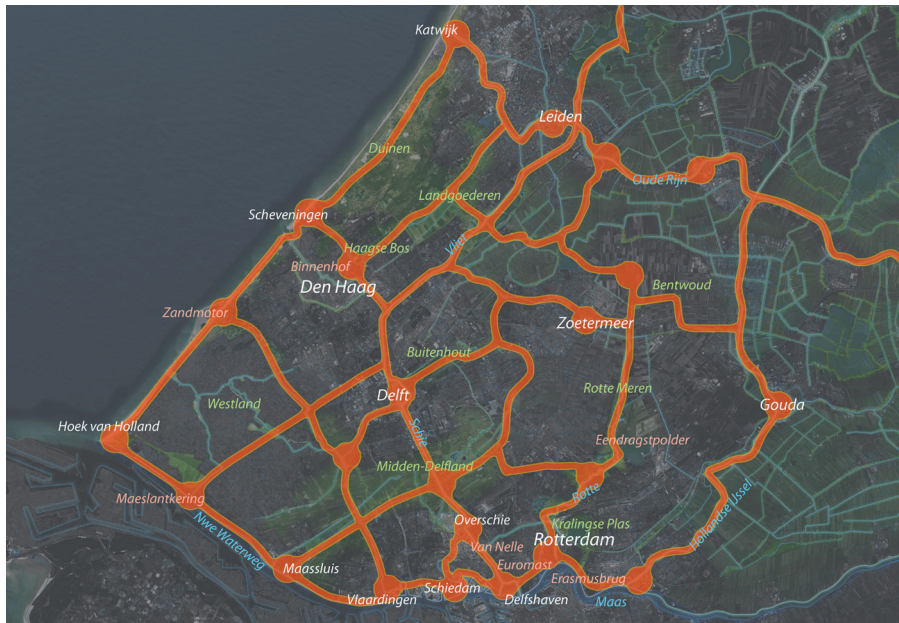 Katwijk
Leiden
Duinen
Oude Rijn
Landgoederen
Scheveningen
Vliet
Haagse Bos
Binnenhof
Den Haag
Bentwoud
Zandmotor
Zoetermeer
Buitenhout
Rotte Meren
Delft
Westland
Gouda
Hoek van Holland
Schie
Eendragstpolder
Midden-Delfland
Maeslantkering
Rotte
Hollandse IJssel
Nwe Waterweg
Overschie
Kralingse Plas
Rotterdam
Van Nelle
Euromast
Maassluis
Erasmusbrug
Schiedam
Vlaardingen
Delfshaven
Maas